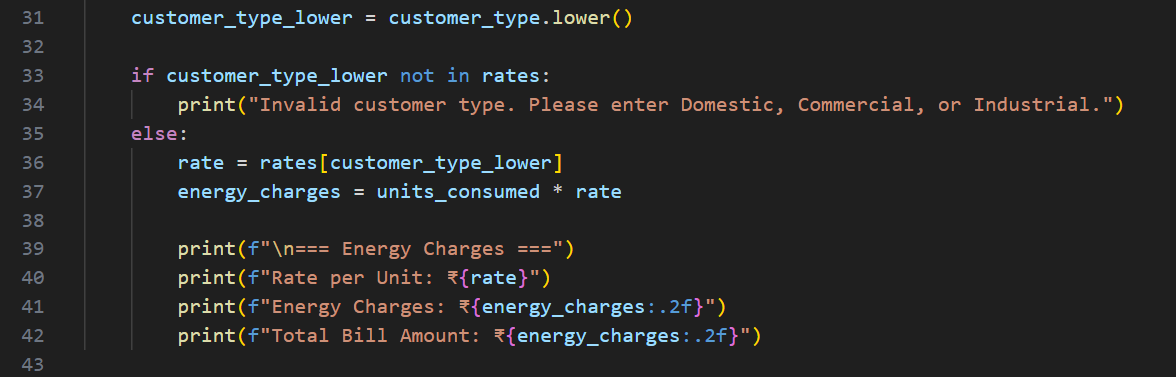 31 customer_type_lower = customer_type.lower()
32
33 if customer_type_lower not in rates:
34 print("Invalid customer type. Please enter Domestic, Commercial, or Industrial.")
35 else:
36 rate = rates[customer_type_lower]
37 energy_charges = units_consumed * rate
38
39 print(f"\n=== Energy Charges ===")
40 print(f"Rate per Unit: ₹{rate}")
41 print(f"Energy Charges: ₹{energy_charges:.2f}")
42 print(f"Total Bill Amount: ₹{energy_charges:.2f}")
43